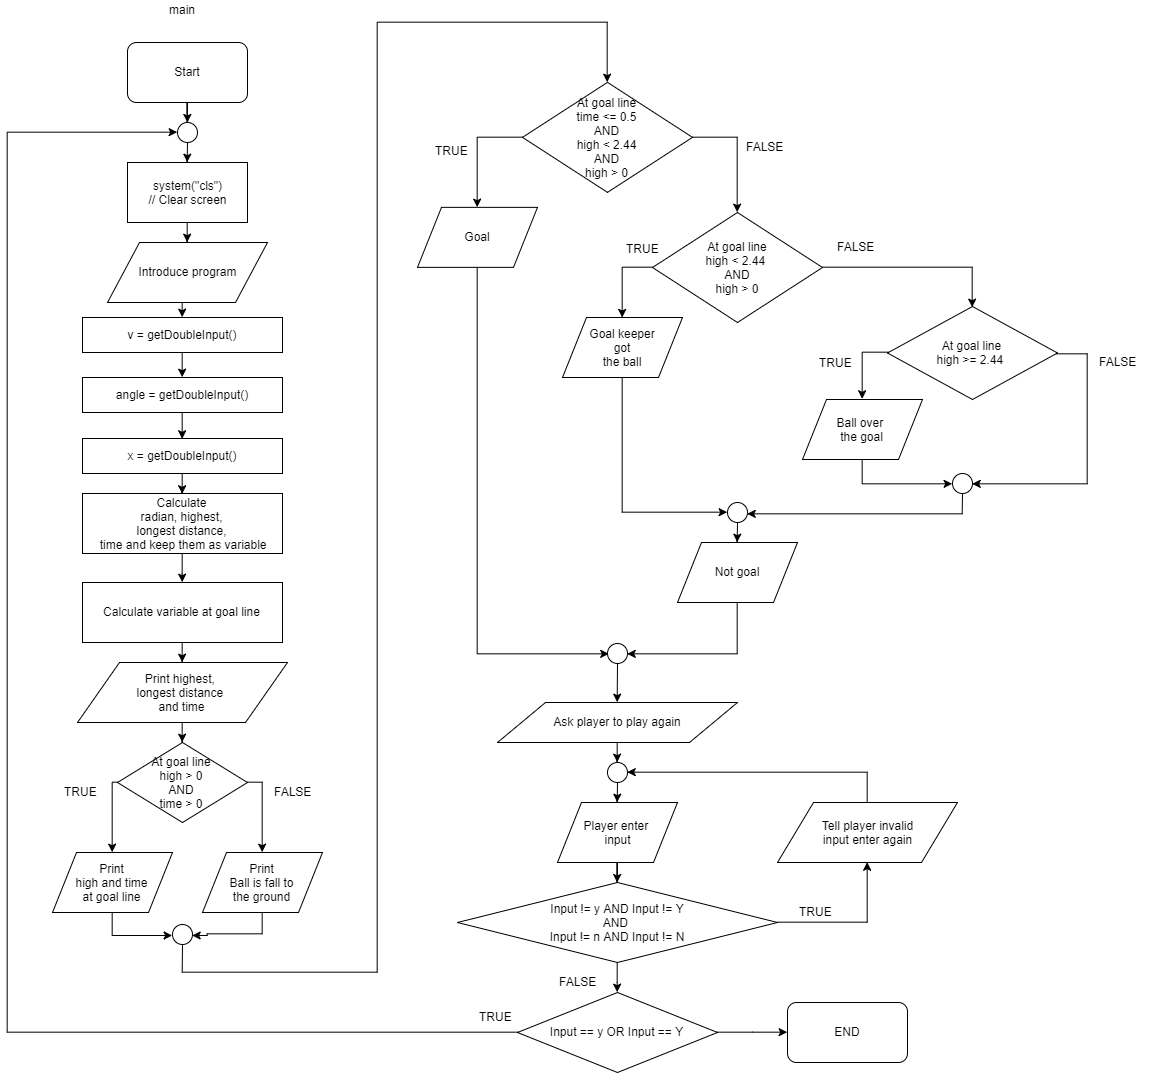 main
Start
system("cls")
// Clear screen
Introduce program
v = getDoubleInput()
angle = getDoubleInput()
x = getDoubleInput()
Calculate
radian, highest,
longest distance,
time and keep them as variable
Calculate variable at goal line
Print highest,
longest distance
and time
At goal line
high > 0
AND
time > 0
TRUE
FALSE
Print
high and time
at goal line
Print
Ball is fall to
the ground
At goal line
time <= 0.5
AND
high < 2.44
AND
high > 0
TRUE
FALSE
Goal
At goal line
high < 2.44
AND
high > 0
TRUE
FALSE
Goal keeper
got
the ball
At goal line
high >= 2.44
TRUE
FALSE
Ball over
the goal
Not goal
Ask player to play again
Player enter
input
Tell player invalid
input enter again
Input != y AND Input != Y
AND
Input != n AND Input != N
TRUE
FALSE
Input == y OR Input == Y
TRUE
END